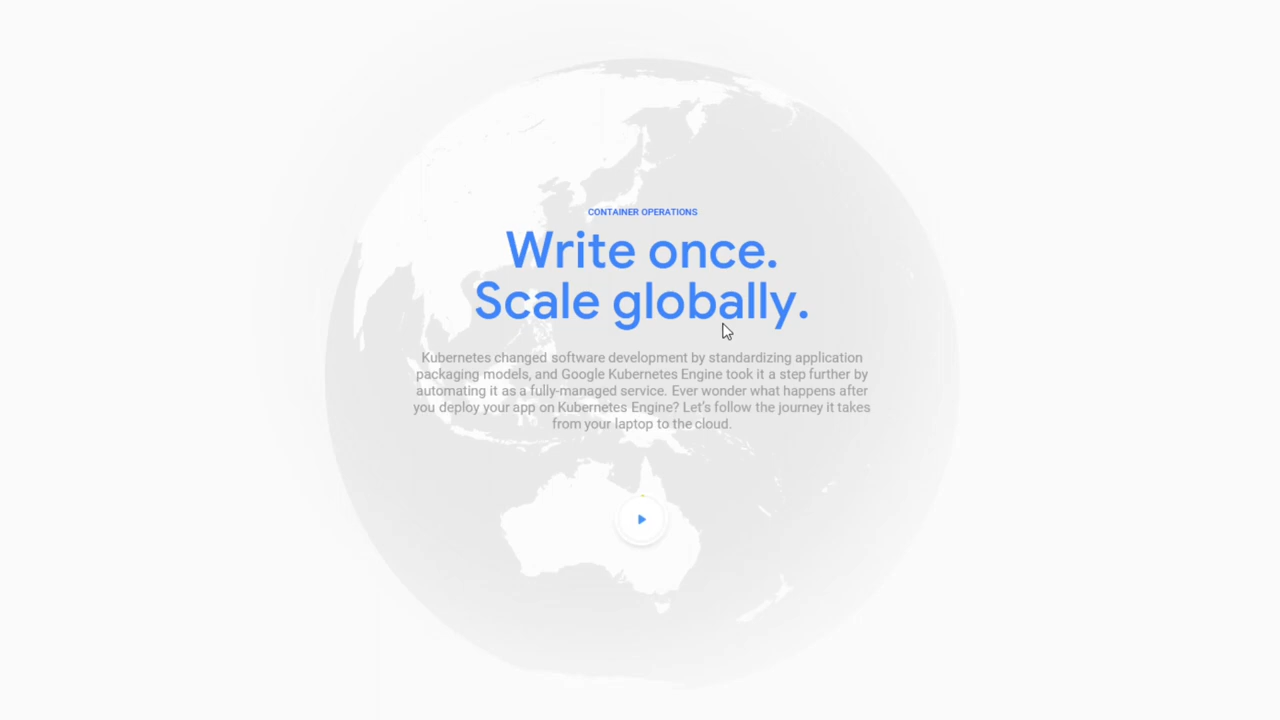 CONTAINER OPERATIONS
Write once.
Scale globally.
Kubernetes changed software development by standardizing application
packaging models, and Google Kubernetes Engine took it a step further by
automating it as a fully-managed service. Ever wonder what happens after
you deploy your app on Kubernetes Engine? Let's follow the journey it takes
from your laptop to the cloud.